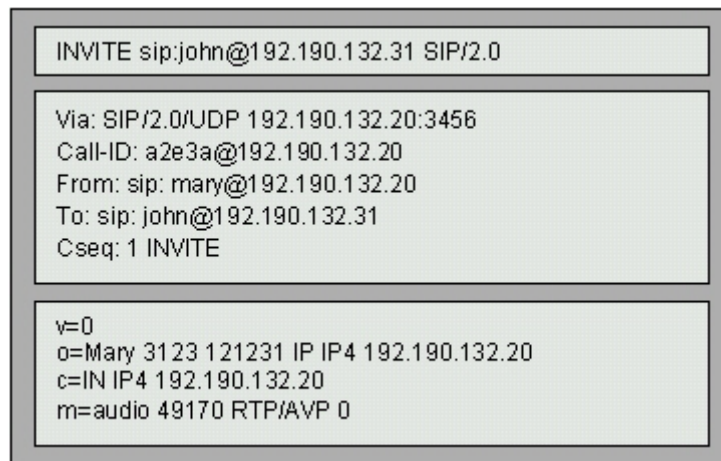 INVITE sip:john@192.190.132.31 SIP/2.0
Via: SIP/2.0/UDP 192.190.132.20:3456
Call-ID: a2e3a@192.190.132.20
From: sip: mary@192.190.132.20
To: sip: john@192.190.132.31
Cseq: 1 INVITE
v=0
o=Mary 3123 121231 IP IP4 192.190.132.20
c=IN IP4 192.190.132.20
m=audio 49170 RTP/AVP 0